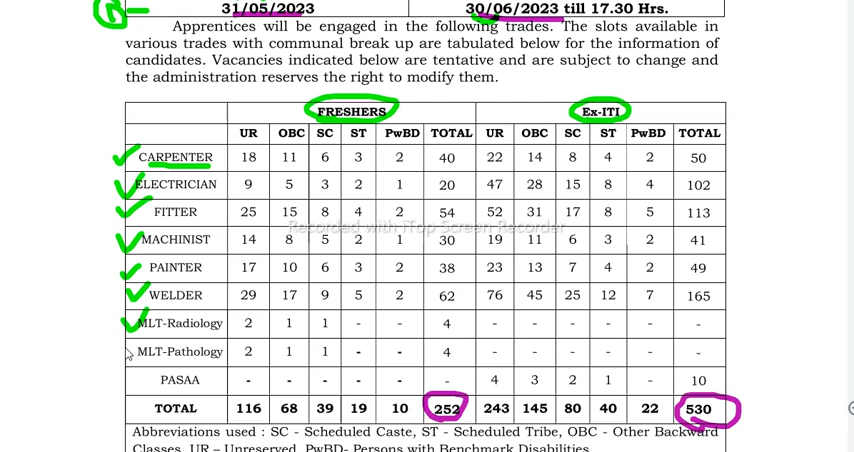 31/05/2023 30/06/2023 till 17.30 Hrs.
Apprentices will be engaged in the following trades. The slots available in
various trades with communal break up are tabulated below for the information of
candidates. Vacancies indicated below are tentative and are subject to change and
the administration reserves the right to modify them.
FRESHERS Ex-ITI
UR OBC SC ST PwBD TOTAL UR OBC SC ST PwBD TOTAL
CARPENTER 18 11 6 3 2 40 22 14 8 4 2 50
ELECTRICIAN 9 5 3 2 1 20 47 28 15 8 4 102
FITTER 25 15 8 4 2 54 52 31 17 8 5 113
Recorded with iTop Screen Recorder
MACHINIST 14 8 5 2 1 30 19 11 6 3 2 41
PAINTER 17 10 6 3 2 38 23 13 7 4 2 49
WELDER 29 17 9 5 2 62 76 45 25 12 7 165
MLT-Radiology 2 1 1 - - 4 - - - - - -
MLT-Pathology 2 1 1 - - 4 - - - - - -
PASAA - - - - - - 4 3 2 1 - 10
TOTAL 116 68 39 19 10 252 243 145 80 40 22 530
Abbreviations used : SC - Scheduled Caste, ST - Scheduled Tribe, OBC - Other Backward
Classes, UR – Unreserved, PwBD- Persons with Benchmark Disabilities